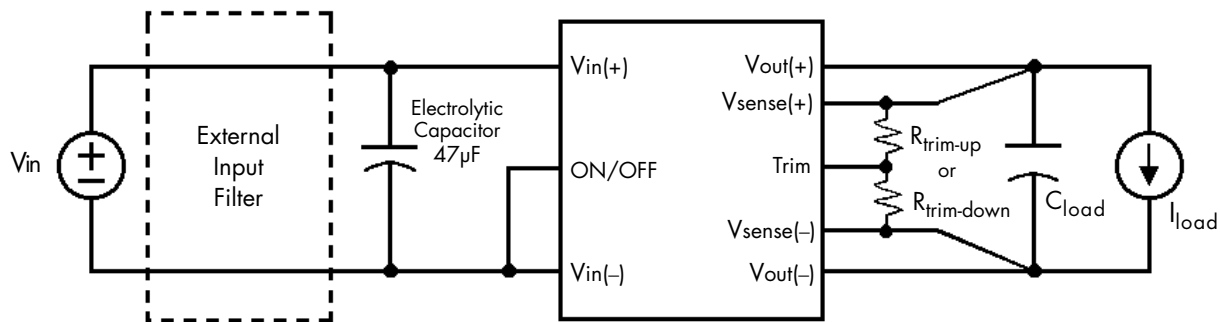 Vin
+
−
External
Input
Filter
Electrolytic
Capacitor
47µF
Vin(+)
ON/OFF
Vin(−)
Vout(+)
Vsense(+)
Trim
Vsense(−)
Vout(−)
Rtrim-up
or
Rtrim-down
Cload
Iload